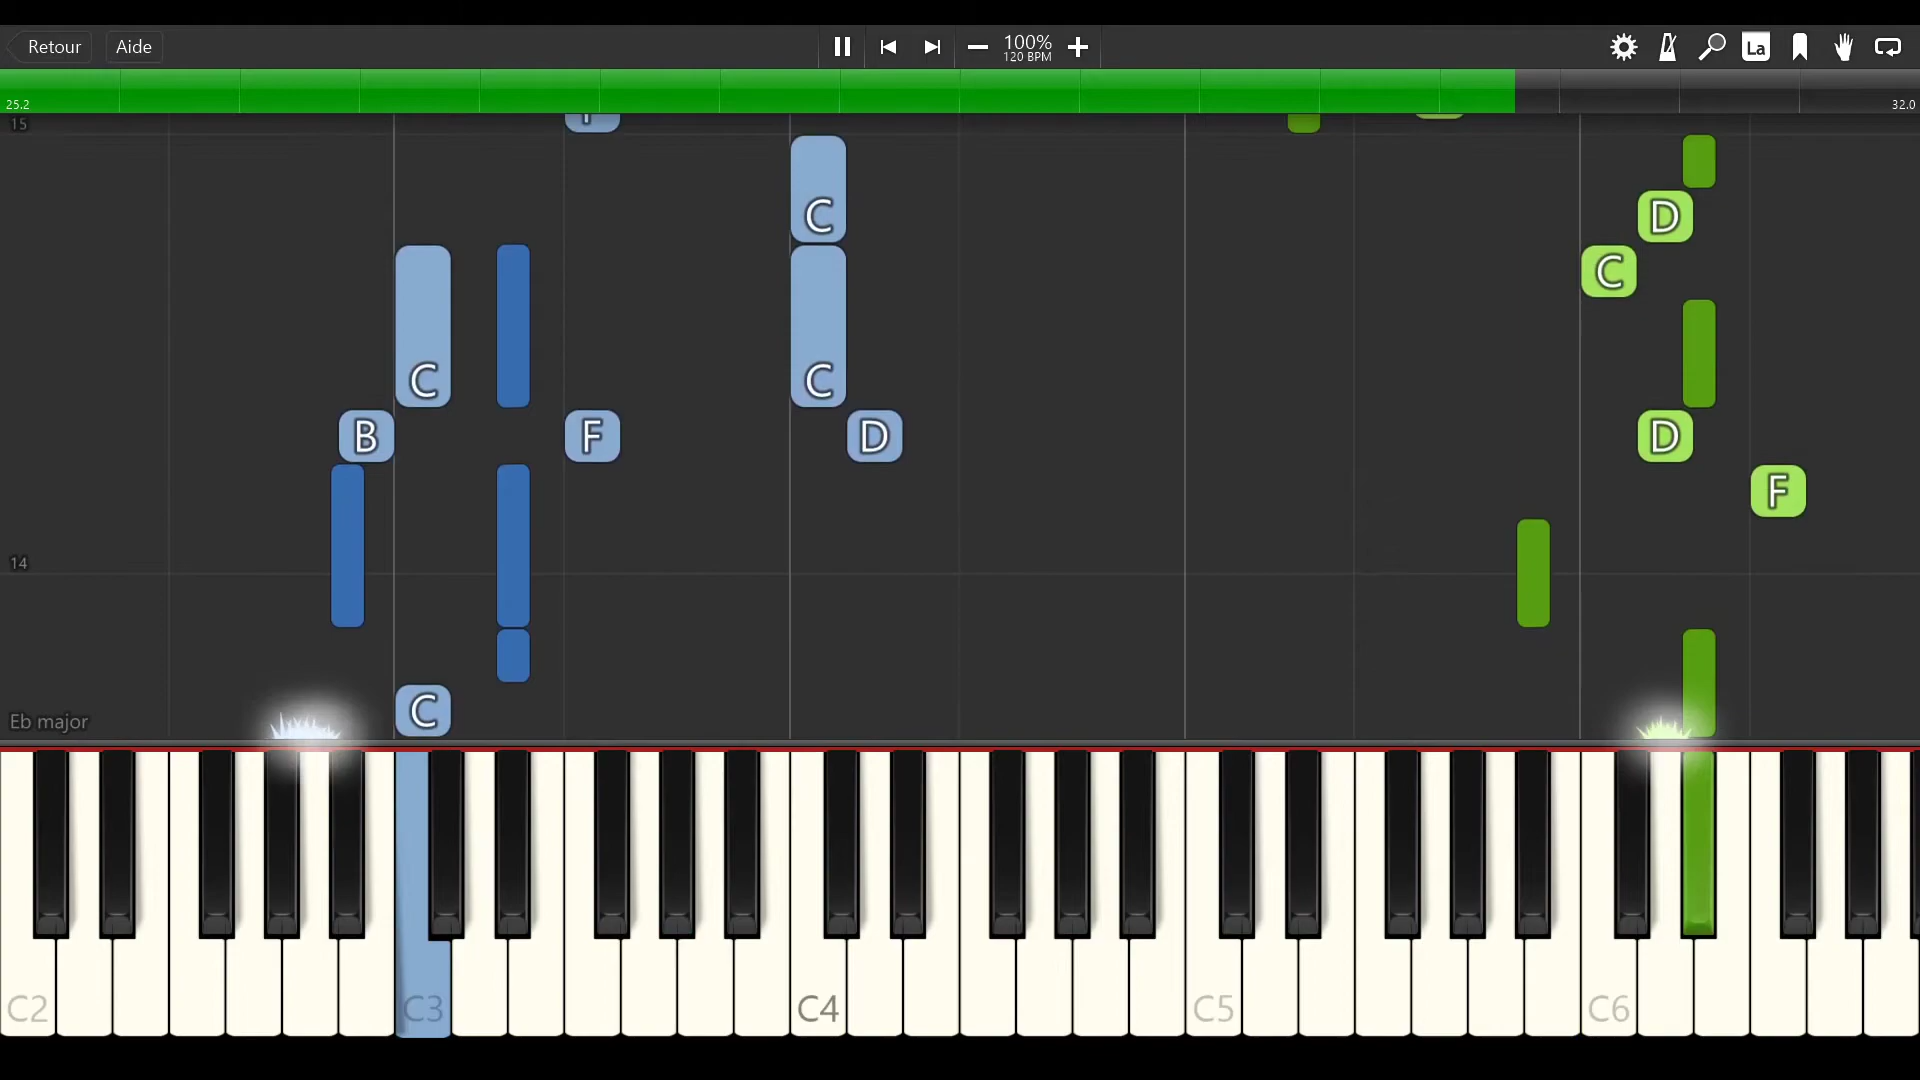 Retour
Aide
100%
120 BPM
La
25.2
32.0
15
C
D
C
C
C
B
F
D
D
F
14
C
Eb major
C2
C3
C4
C5
C6